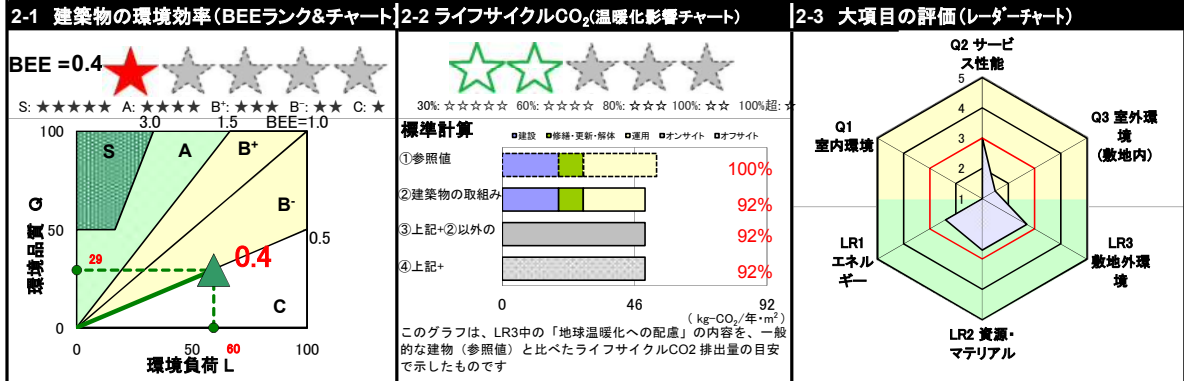 2-1 建築物の環境効率(BEEランク&チャート)
BEE = 0.4
S: ★★★★★ A: ★★★★ B+: ★★★ B-: ★★ C: ★
3.0 1.5 BEE=1.0
100
S
A
B+
B-
0.5
50
29
0.4
C
0
環境品質 Q
0 50 60 100
環境負荷 L
2-2 ライフサイクルCO2(温暖化影響チャート)
30%: ☆☆☆☆☆ 60%: ☆☆☆☆ 80%: ☆☆☆ 100%: ☆☆ 100%超: ☆
標準計算
建設 修繕・更新・解体 運用 オンサイト オフサイト
①参照値 100%
②建築物の取組み 92%
③上記+②以外の 92%
④上記+ 92%
0 46 92
( kg-CO2/年・m2 )
このグラフは、LR3中の「地球温暖化への配慮」の内容を、一般
的な建物（参照値）と比べたライフサイクルCO2 排出量の目安
で示したものです
2-3 大項目の評価(レーダーチャート)
Q2 サービ
ス性能
5
4
3
2
1
Q1
室内環境
Q3 室外環
境
(敷地内)
LR1
エネル
ギー
LR3
敷地外環
境
LR2 資源・
マテリアル